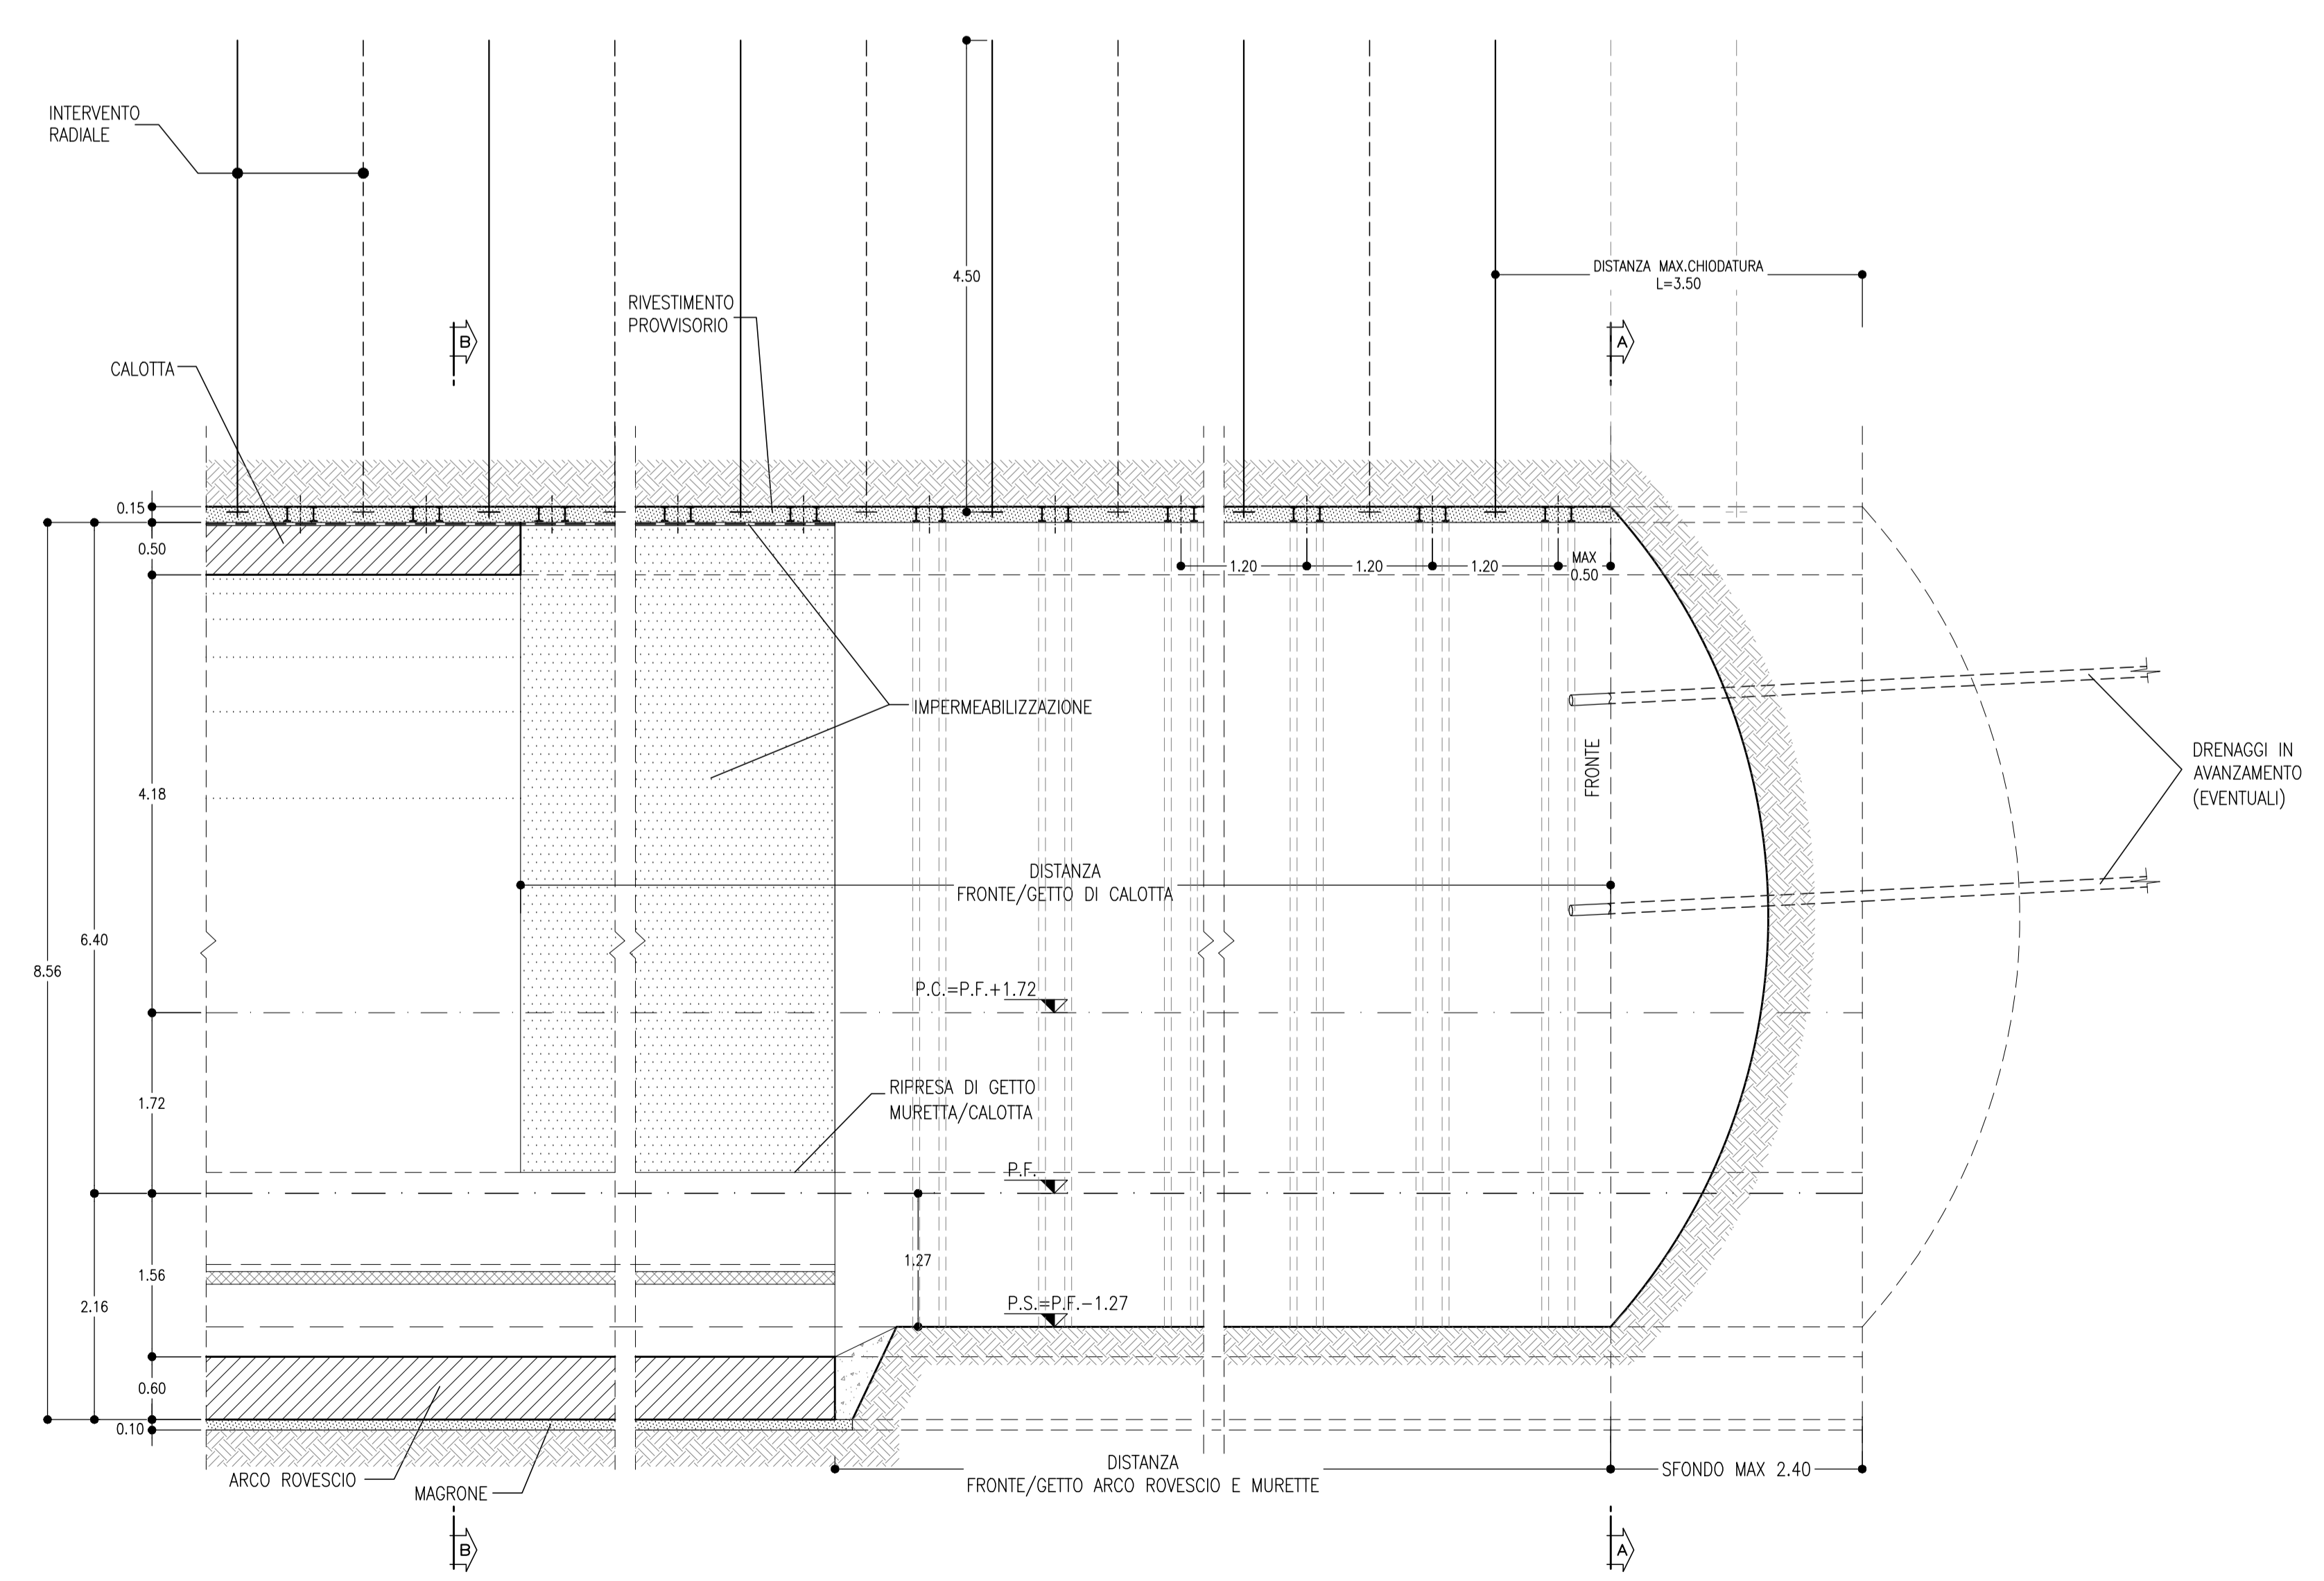 INTERVENTO
RADIALE
4.50
DISTANZA MAX.CHIODATURA
L=3.50
RIVESTIMENTO
PROVVISORIO
B
A
CALOTTA
0.15
0.50
1.20
1.20
1.20
MAX
0.50
IMPERMEABILIZZAZIONE
FRONTE
DRENAGGI IN
AVANZAMENTO
(EVENTUALI)
4.18
DISTANZA
FRONTE/GETTO DI CALOTTA
6.40
8.56
P.C.=P.F.+1.72
1.72
RIPRESA DI GETTO
MURETTA/CALOTTA
P.F.
1.27
1.56
2.16
P.S.=P.F.-1.27
0.60
0.10
ARCO ROVESCIO
MAGRONE
DISTANZA
FRONTE/GETTO ARCO ROVESCIO E MURETTE
SFONDO MAX 2.40
B
A